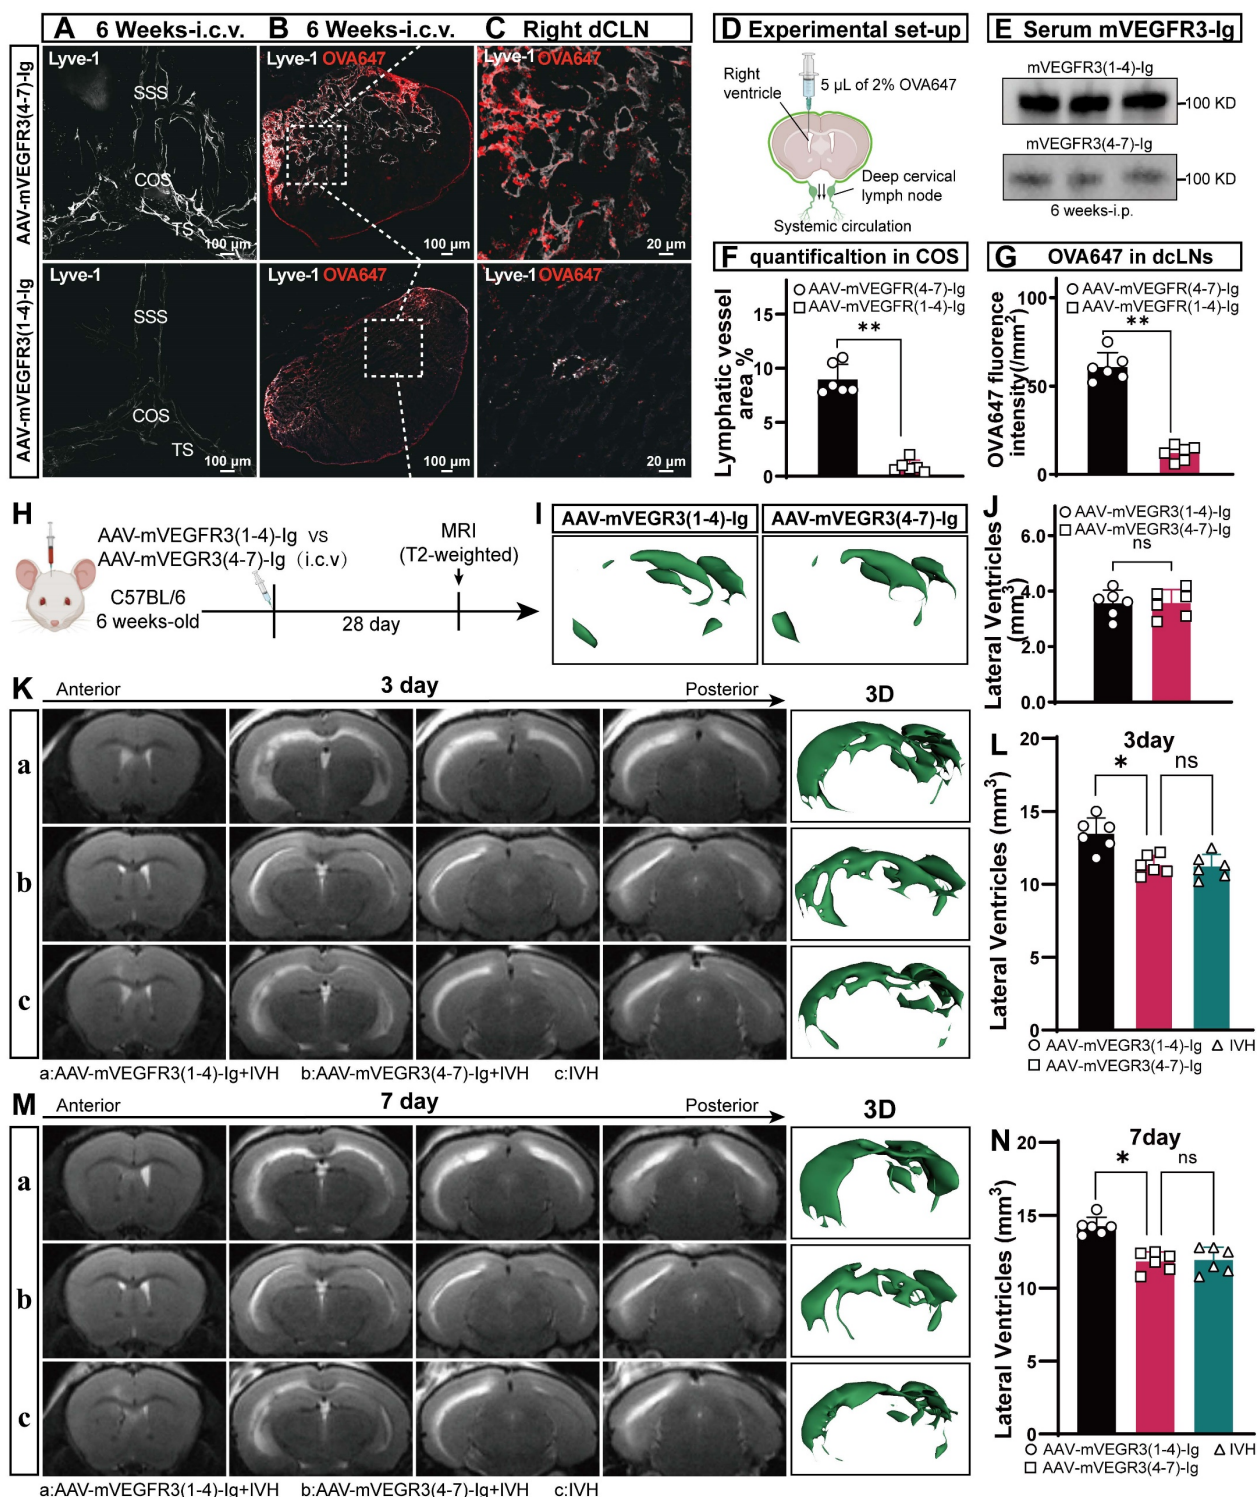 A 6 Weeks-i.c.v.
B 6 Weeks-i.c.v.
C Right dCLN
AAV-mVEGFR3(4-7)-Ig
Lyve-1
SSS
COS
TS
100 μm
Lyve-1 OVA647
100 μm
Lyve-1 OVA647
20 μm
AAV-mVEGFR3(1-4)-Ig
Lyve-1
SSS
COS
TS
100 μm
Lyve-1 OVA647
100 μm
Lyve-1 OVA647
20 μm
D Experimental set-up
Right
ventricle
5 μL of 2% OVA647
Deep cervical
lymph node
Systemic circulation
E Serum mVEGFR3-Ig
mVEGFR3(1-4)-Ig
100 KD
mVEGFR3(4-7)-Ig
100 KD
6 weeks-i.p.
F quantificaltion in COS
AAV-mVEGFR(4-7)-Ig
AAV-mVEGFR(1-4)-Ig
Lymphatic vessel
area %
15
10
5
0
**
G OVA647 in dcLNs
AAV-mVEGFR(4-7)-Ig
AAV-mVEGFR(1-4)-Ig
OVA647 fluorence
intensity(/mm²)
100
50
0
**
H
AAV-mVEGFR3(1-4)-Ig vs
AAV-mVEGR3(4-7)-Ig (i.c.v)
C57BL/6
6 weeks-old
28 day
MRI
(T2-weighted)
I
AAV-mVEGR3(1-4)-Ig
AAV-mVEGR3(4-7)-Ig
J
AAV-mVEGR3(1-4)-Ig
AAV-mVEGR3(4-7)-Ig
Lateral Ventricles
(mm³)
6.0
4.0
2.0
0.0
ns
K
Anterior
3 day
Posterior
3D
a
b
c
a:AAV-mVEGFR3(1-4)-Ig+IVH b:AAV-mVEGR3(4-7)-Ig+IVH c:IVH
L
3day
Lateral Ventricles (mm³)
20
15
10
5
0
*
ns
AAV-mVEGR3(1-4)-Ig IVH
AAV-mVEGR3(4-7)-Ig
M
Anterior
7 day
Posterior
3D
a
b
c
a:AAV-mVEGFR3(1-4)-Ig+IVH b:AAV-mVEGR3(4-7)-Ig+IVH c:IVH
N
7day
Lateral Ventricles (mm³)
20
15
10
5
0
*
ns
AAV-mVEGR3(1-4)-Ig IVH
AAV-mVEGR3(4-7)-Ig